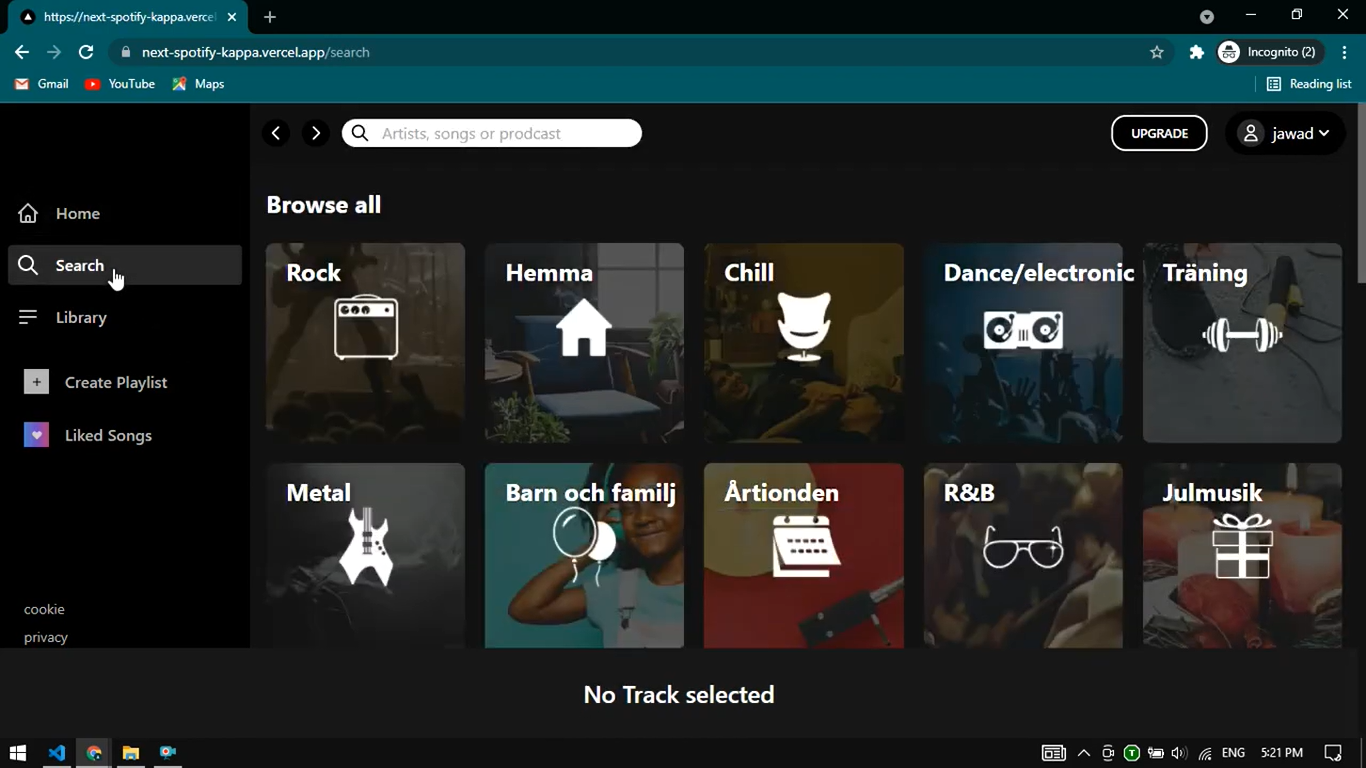 https://next-spotify-kappa.verce
next-spotify-kappa.vercel.app/search
Incognito (2)
Gmail
YouTube
Maps
Reading list
Artists, songs or prodcast
UPGRADE
jawad
Home
Search
Library
Create Playlist
Liked Songs
cookie
privacy
Browse all
Rock
Hemma
Chill
Dance/electronic
Träning
Metal
Barn och familj
Årtionden
R&B
Julmusik
No Track selected
T
ENG
5:21 PM